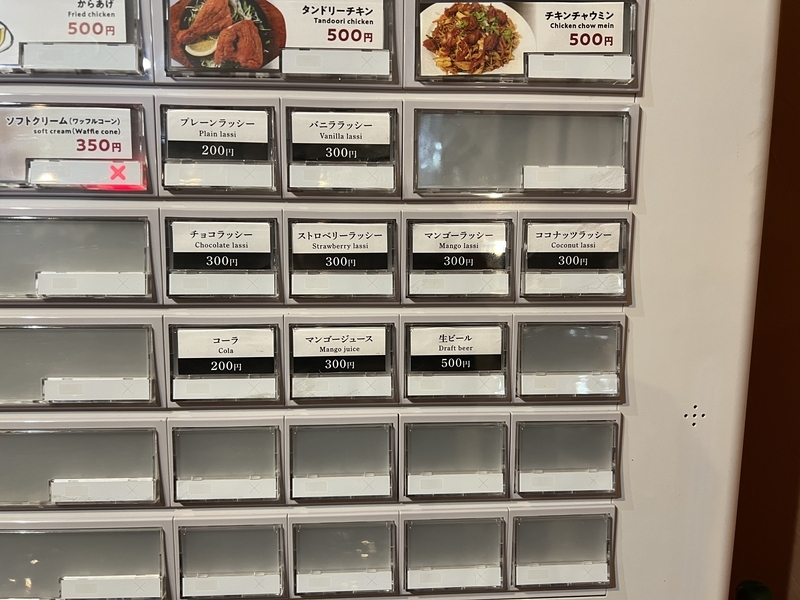 からあげ
Fried chicken
500円
タンドリーチキン
Tandoori chicken
500円
チキンチャウミン
Chicken chow mein
500円
ソフトクリーム(ワッフルコーン)
soft cream(Waffle cone)
350円
プレーンラッシー
Plain lassi
200円
バニララッシー
Vanilla lassi
300円
チョコラッシー
Chocolate lassi
300円
ストロベリーラッシー
Strawberry lassi
300円
マンゴーラッシー
Mango lassi
300円
ココナッツラッシー
Coconut lassi
300円
コーラ
Cola
200円
マンゴージュース
Mango juice
300円
生ビール
Draft beer
500円